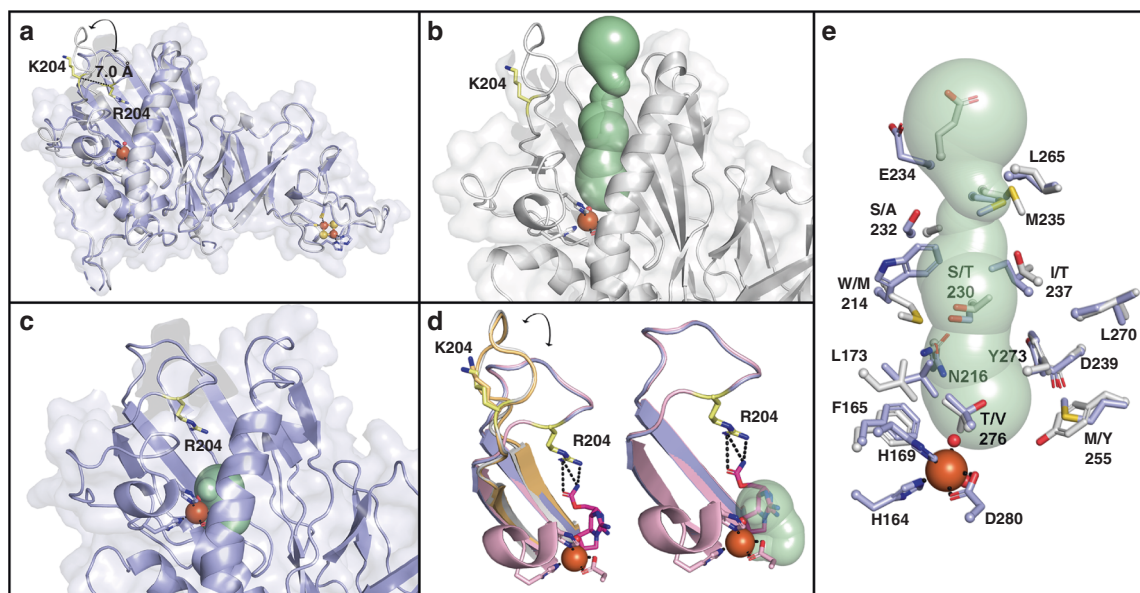 a
K204
7.0 Å
R204
b
K204
c
R204
d
K204
R204
R204
e
E234
L265
M235
S/A
232
W/M
214
S/T
230
I/T
237
L270
L173
N216
Y273
D239
F165
T/V
276
M/Y
255
H169
H164
D280